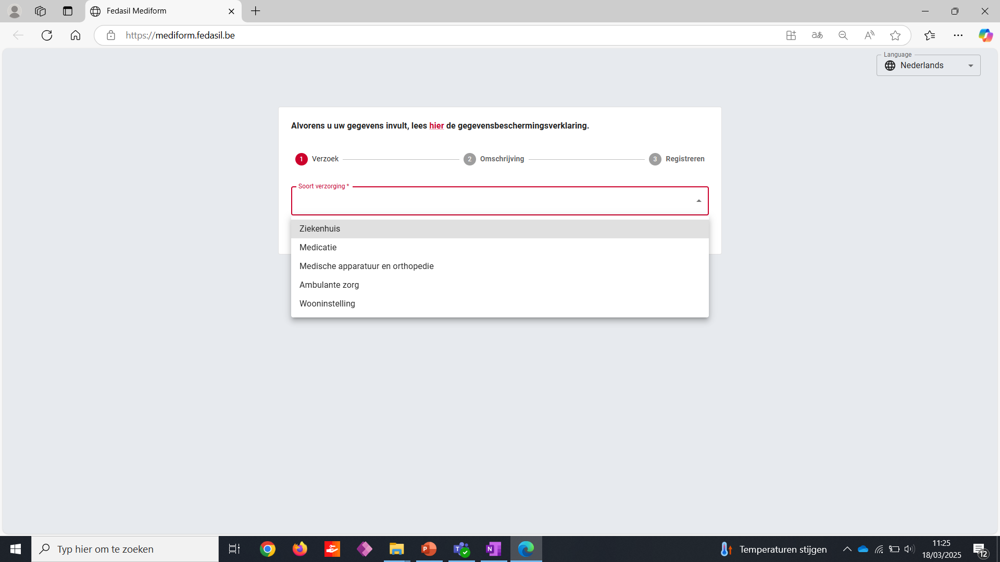 Fedasil Mediform
https://mediform.fedasil.be
Language
Nederlands
Alvorens u uw gegevens invult, lees hier de gegevensbeschermingsverklaring.
1 Verzoek
2 Omschrijving
3 Registreren
Soort verzorging *
Ziekenhuis
Medicatie
Medische apparatuur en orthopedie
Ambulante zorg
Wooninstelling
Typ hier om te zoeken
Temperaturen stijgen
11:25
18/03/2025
12